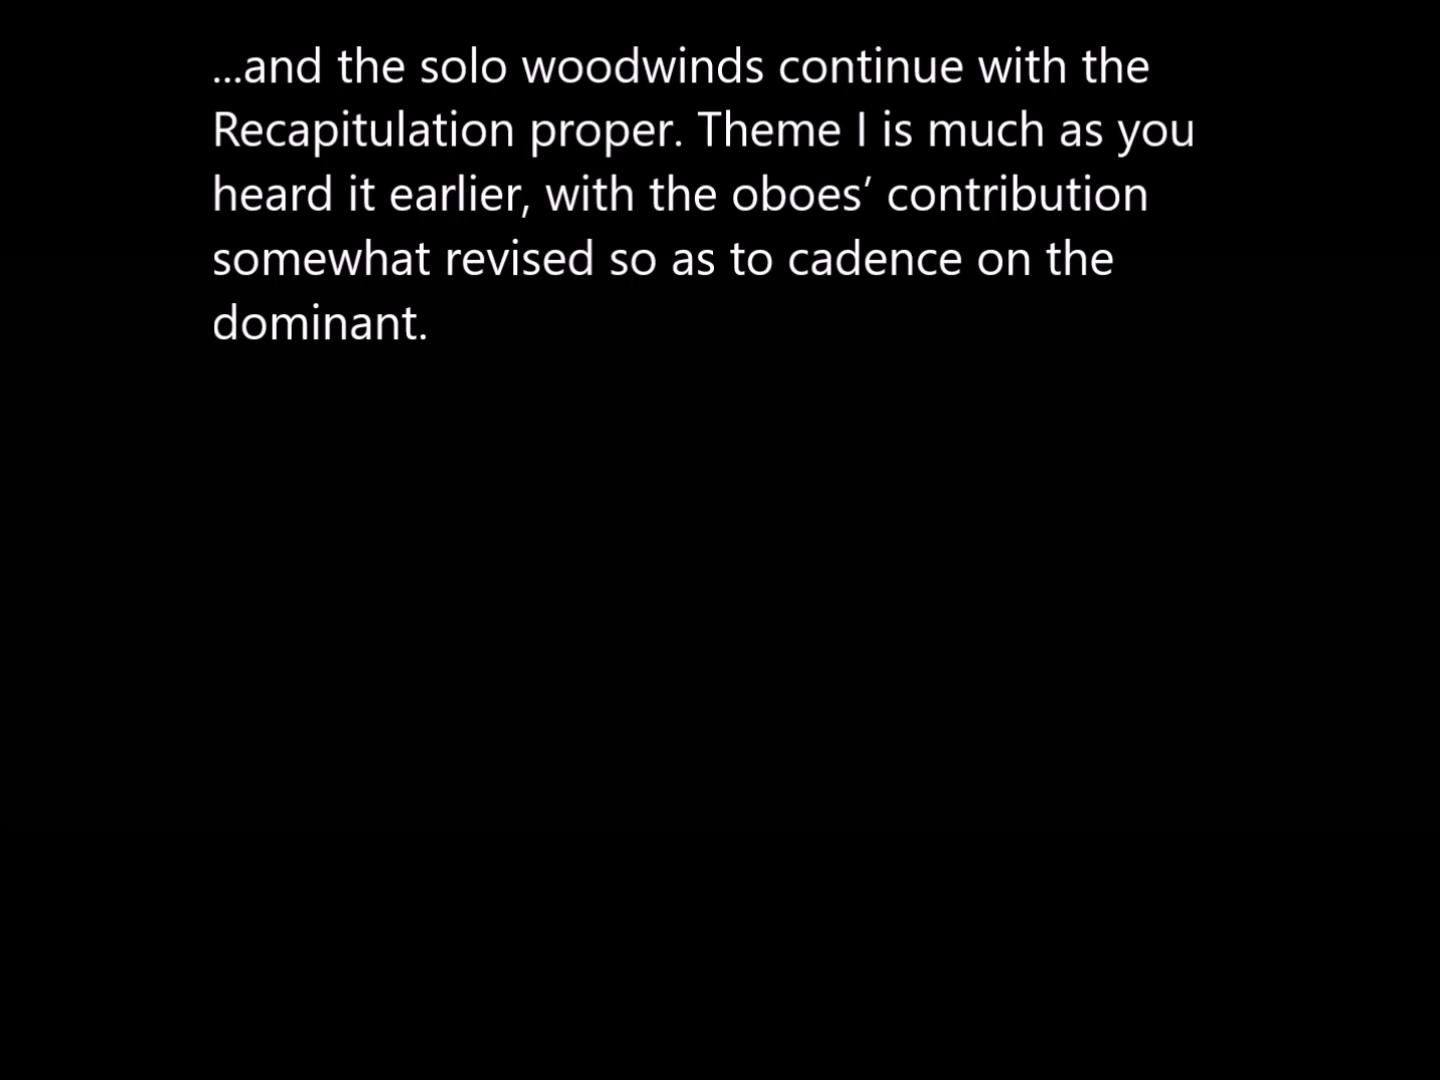 ...and the solo woodwinds continue with the
Recapitulation proper. Theme I is much as you
heard it earlier, with the oboes’ contribution
somewhat revised so as to cadence on the
dominant.